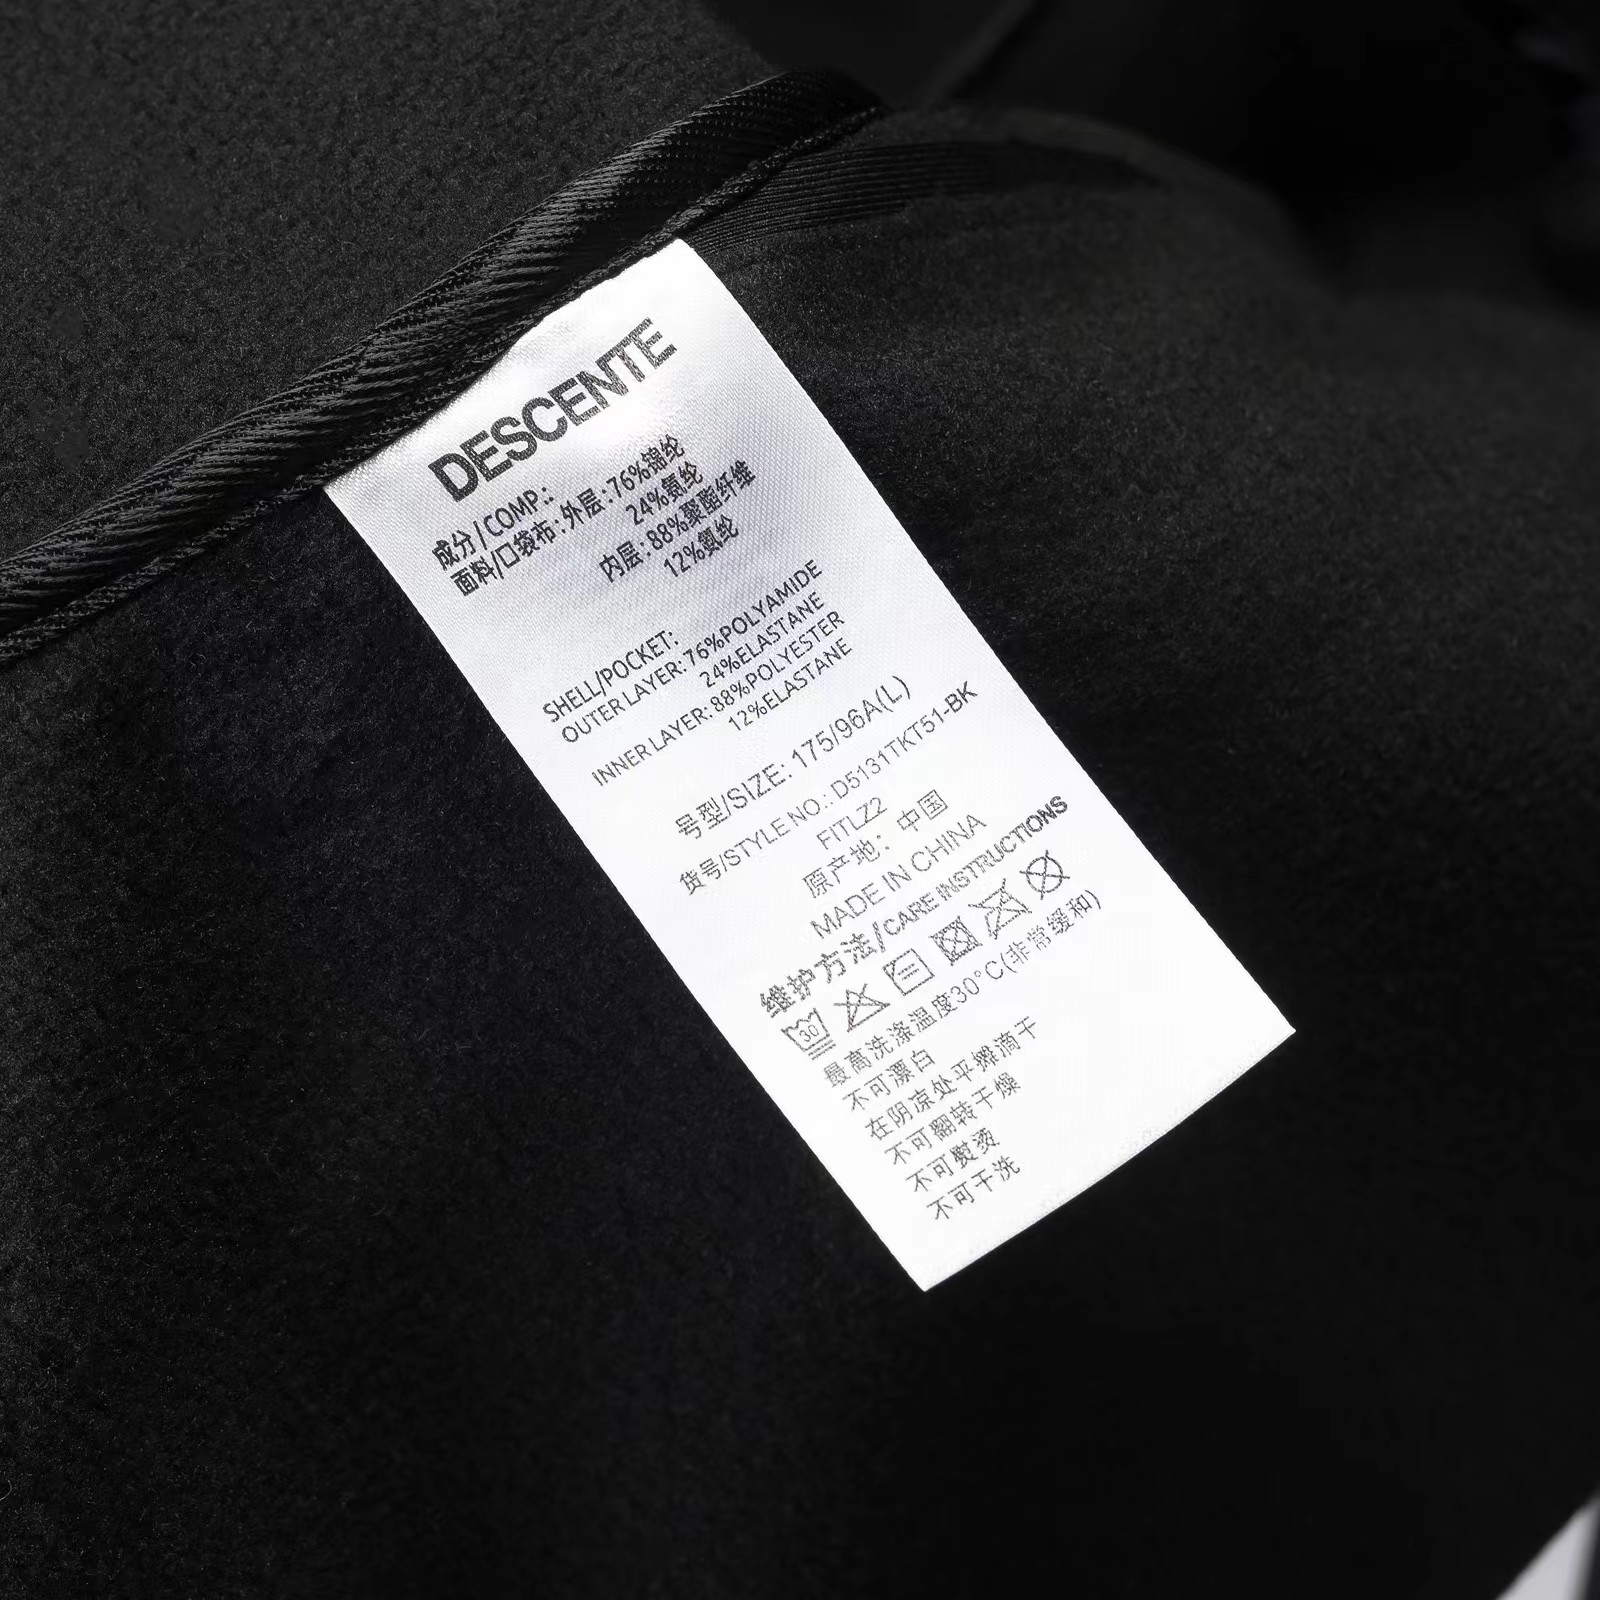 DESCENTE
成分/COMP.:
面料/口袋布:外层:76%锦纶
24%氨纶
内层:88%聚酯纤维
12%氨纶
SHELL/POCKET:
OUTER LAYER:76%POLYAMIDE
24%ELASTANE
INNER LAYER:88%POLYESTER
12%ELASTANE
号型/SIZE: 175/96A(L)
货号/STYLE NO.: D5131TKT51-BK
FITLZ2
原产地: 中国
MADE IN CHINA
维护方法/CARE INSTRUCTIONS
30
最高洗涤温度30°C(非常缓和)
不可漂白
在阴凉处平摊滴干
不可翻转干燥
不可熨烫
不可干洗